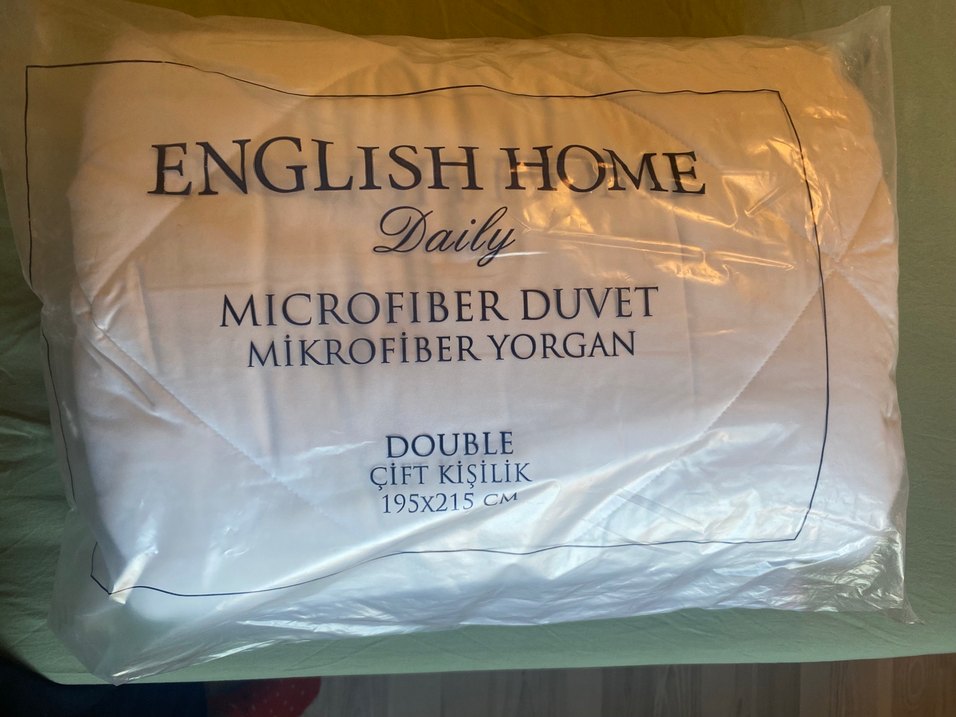 ENGLISH HOME
Daily
MICROFIBER DUVET
MİKROFİBER YORGAN
DOUBLE
ÇİFT KİŞİLİK
195x215 CM